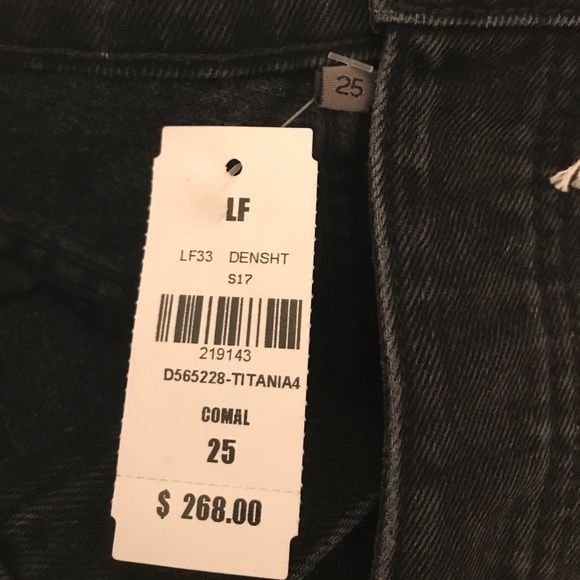 25
LF
LF33 DENSHT
S17
219143
D565228-TITANIA4
COMAL
25
$ 268.00